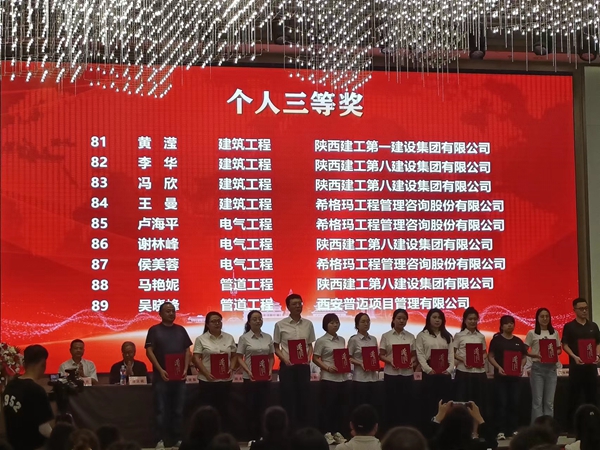 个人三等奖
81 黄滢 建筑工程 陕西建工第一建设集团有限公司
82 李华 建筑工程 陕西建工第八建设集团有限公司
83 冯欣 建筑工程 陕西建工第八建设集团有限公司
84 王曼 建筑工程 希格玛工程管理咨询股份有限公司
85 卢海平 电气工程 希格玛工程管理咨询股份有限公司
86 谢林峰 电气工程 陕西建工第八建设集团有限公司
87 侯美蓉 电气工程 希格玛工程管理咨询股份有限公司
88 马艳妮 管道工程 陕西建工第八建设集团有限公司
89 吴晓 管道工程 西安普迈项目管理有限公司